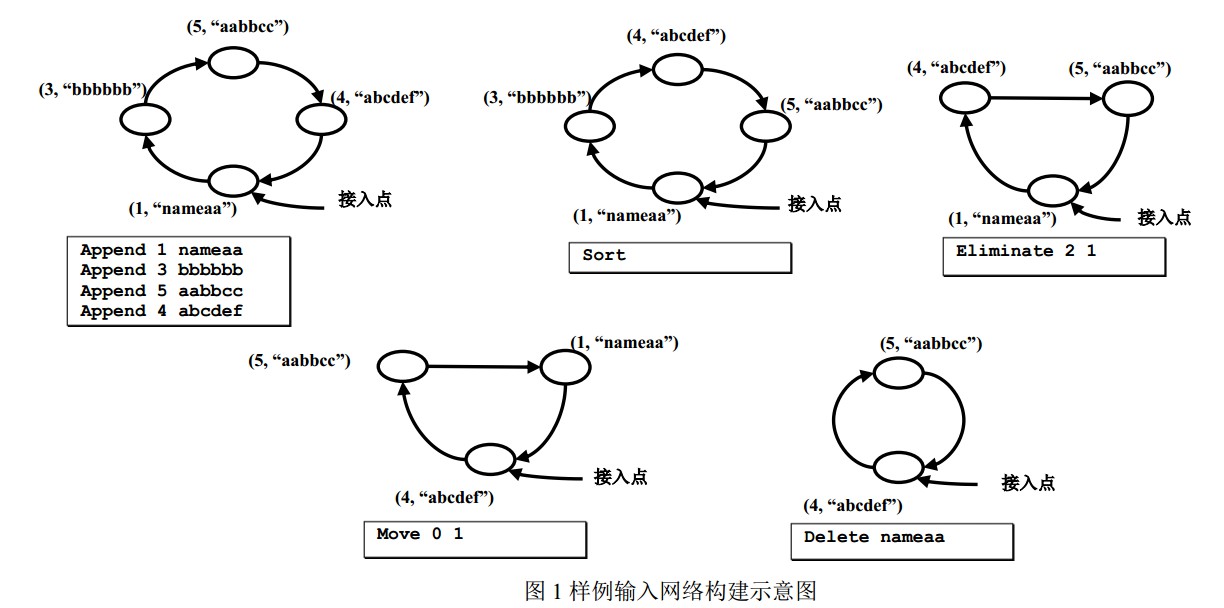 (5, “aabbcc”)
(3, “bbbbbb”)
(4, “abcdef”)
(1, “nameaa”)
接入点
Append 1 nameaa
Append 3 bbbbbb
Append 5 aabbcc
Append 4 abcdef
(4, “abcdef”)
(3, “bbbbbb”)
(5, “aabbcc”)
(1, “nameaa”)
接入点
Sort
(4, “abcdef”)
(5, “aabbcc”)
(1, “nameaa”)
接入点
Eliminate 2 1
(5, “aabbcc”)
(1, “nameaa”)
(4, “abcdef”)
接入点
Move 0 1
(5, “aabbcc”)
(4, “abcdef”)
接入点
Delete nameaa
图 1 样例输入网络构建示意图